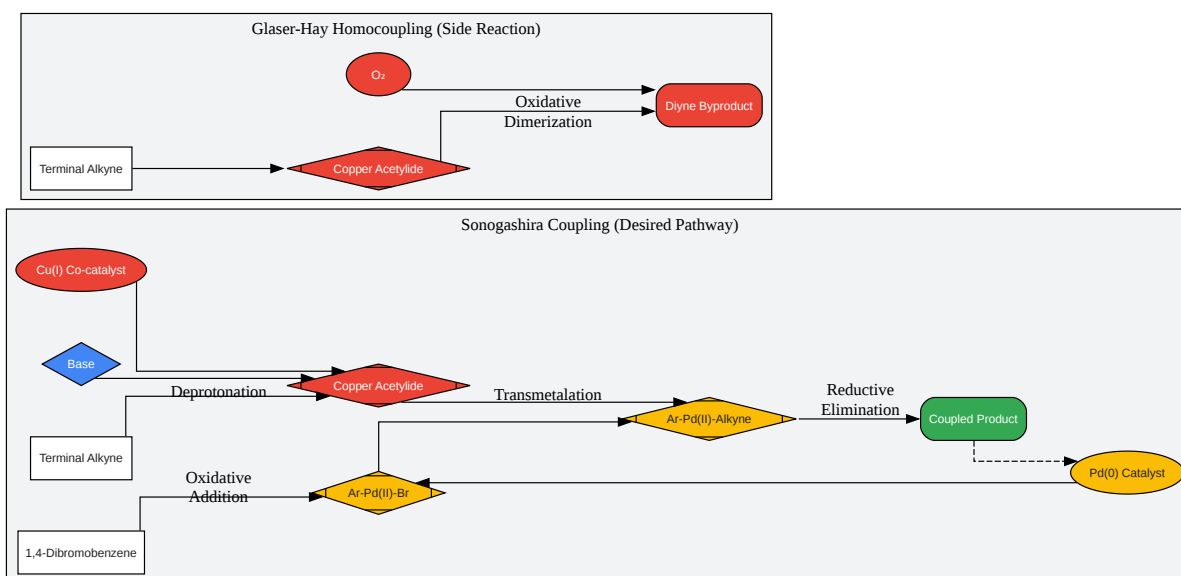 Glaser-Hay Homocoupling (Side Reaction)
O₂
Diyne Byproduct
Oxidative
Dimerization
Terminal Alkyne
Copper Acetylide
Sonogashira Coupling (Desired Pathway)
Cu(I) Co-catalyst
Base
Deprotonation
Copper Acetylide
Transmetalation
Reductive
Elimination
Ar-Pd(II)-Alkyne
Coupled Product
Terminal Alkyne
Oxidative
Addition
Ar-Pd(II)-Br
Pd(0) Catalyst
1,4-Dibromobenzene